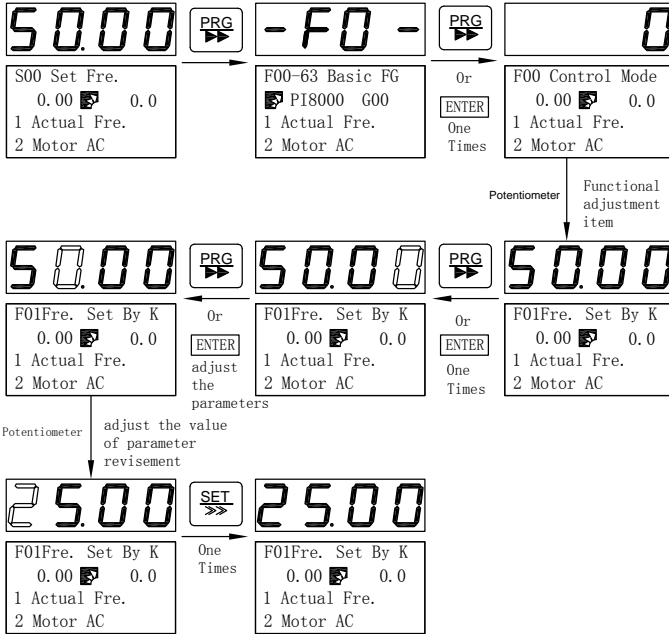 50.00
PRG
-F0-
PRG
0
S00 Set Fre.
0.00 0.0
1 Actual Fre.
2 Motor AC
F00-63 Basic FG
PI8000 G00
1 Actual Fre.
2 Motor AC
Or
ENTER
One
Times
F00 Control Mode
0.00 0.0
1 Actual Fre.
2 Motor AC
Potentiometer
Functional
adjustment
item
50.00
PRG
50.00
PRG
50.00
F01Fre. Set By K
0.00 0.0
1 Actual Fre.
2 Motor AC
Or
ENTER
adjust
the
parameters
F01Fre. Set By K
0.00 0.0
1 Actual Fre.
2 Motor AC
Or
ENTER
One
Times
F01Fre. Set By K
0.00 0.0
1 Actual Fre.
2 Motor AC
Potentiometer
adjust the value
of parameter
revisement
25.00
SET
25.00
F01Fre. Set By K
0.00 0.0
1 Actual Fre.
2 Motor AC
One
Times
F01Fre. Set By K
0.00 0.0
1 Actual Fre.
2 Motor AC